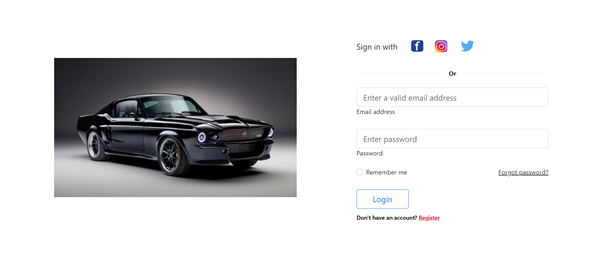 Sign in with
Or
Enter a valid email address
Email address
Enter password
Password
Remember me
Forgot password?
Login
Don't have an account? Register